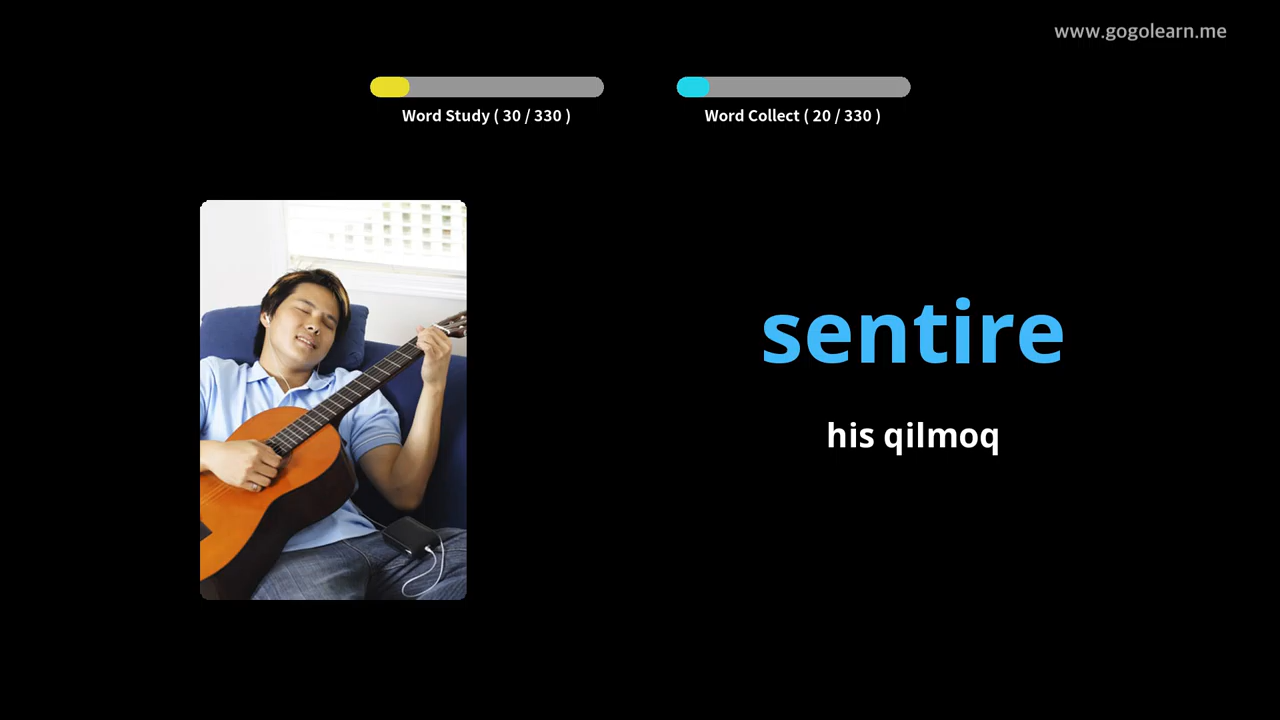 www.gogolearn.me
Word Study ( 30 / 330 )
Word Collect ( 20 / 330 )
sentire
his qilmoq